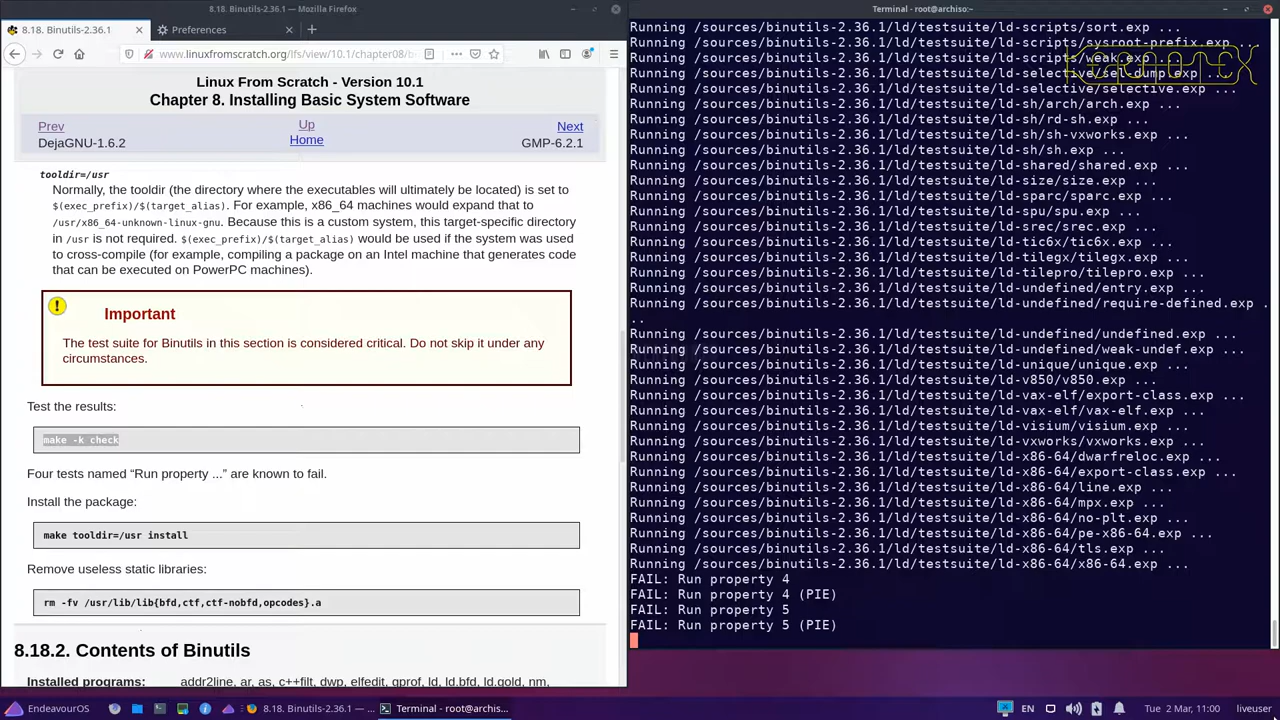 8.18. Binutils-2.36.1 — Mozilla Firefox
8.18. Binutils-2.36.1
Preferences
www.linuxfromscratch.org/lfs/view/10.1/chapter08/b
Linux From Scratch - Version 10.1
Chapter 8. Installing Basic System Software
Prev
Up
Next
DejaGNU-1.6.2
Home
GMP-6.2.1
tooldir=/usr
Normally, the tooldir (the directory where the executables will ultimately be located) is set to
$(exec_prefix)/$(target_alias). For example, x86_64 machines would expand that to
/usr/x86_64-unknown-linux-gnu. Because this is a custom system, this target-specific directory
in /usr is not required. $(exec_prefix)/$(target_alias) would be used if the system was used
to cross-compile (for example, compiling a package on an Intel machine that generates code
that can be executed on PowerPC machines).
Important
The test suite for Binutils in this section is considered critical. Do not skip it under any
circumstances.
Test the results:
make -k check
Four tests named “Run property ...” are known to fail.
Install the package:
make tooldir=/usr install
Remove useless static libraries:
rm -fv /usr/lib/lib{bfd,ctf,ctf-nobfd,opcodes}.a
8.18.2. Contents of Binutils
Installed programs: addr2line, ar, as, c++filt, dwp, elfedit, gprof, ld, ld.bfd, ld.gold, nm,
Terminal - root@archiso:~
Running /sources/binutils-2.36.1/ld/testsuite/ld-scripts/sort.exp ...
Running /sources/binutils-2.36.1/ld/testsuite/ld-scripts/sysroot-prefix.exp ..
Running /sources/binutils-2.36.1/ld/testsuite/ld-scripts/weak.exp ...
Running /sources/binutils-2.36.1/ld/testsuite/ld-selective/sel-dump.exp ...
Running /sources/binutils-2.36.1/ld/testsuite/ld-selective/selective.exp ...
Running /sources/binutils-2.36.1/ld/testsuite/ld-sh/arch/arch.exp ...
Running /sources/binutils-2.36.1/ld/testsuite/ld-sh/rd-sh.exp ...
Running /sources/binutils-2.36.1/ld/testsuite/ld-sh/sh-vxworks.exp ...
Running /sources/binutils-2.36.1/ld/testsuite/ld-sh/sh.exp ...
Running /sources/binutils-2.36.1/ld/testsuite/ld-shared/shared.exp ...
Running /sources/binutils-2.36.1/ld/testsuite/ld-size/size.exp ...
Running /sources/binutils-2.36.1/ld/testsuite/ld-sparc/sparc.exp ...
Running /sources/binutils-2.36.1/ld/testsuite/ld-spu/spu.exp ...
Running /sources/binutils-2.36.1/ld/testsuite/ld-srec/srec.exp ...
Running /sources/binutils-2.36.1/ld/testsuite/ld-tic6x/tic6x.exp ...
Running /sources/binutils-2.36.1/ld/testsuite/ld-tilegx/tilegx.exp ...
Running /sources/binutils-2.36.1/ld/testsuite/ld-tilepro/tilepro.exp ...
Running /sources/binutils-2.36.1/ld/testsuite/ld-undefined/entry.exp ...
Running /sources/binutils-2.36.1/ld/testsuite/ld-undefined/require-defined.exp .
..
Running /sources/binutils-2.36.1/ld/testsuite/ld-undefined/undefined.exp ...
Running /sources/binutils-2.36.1/ld/testsuite/ld-undefined/weak-undef.exp ...
Running /sources/binutils-2.36.1/ld/testsuite/ld-unique/unique.exp ...
Running /sources/binutils-2.36.1/ld/testsuite/ld-v850/v850.exp ...
Running /sources/binutils-2.36.1/ld/testsuite/ld-vax-elf/export-class.exp ...
Running /sources/binutils-2.36.1/ld/testsuite/ld-vax-elf/vax-elf.exp ...
Running /sources/binutils-2.36.1/ld/testsuite/ld-visium/visium.exp ...
Running /sources/binutils-2.36.1/ld/testsuite/ld-vxworks/vxworks.exp ...
Running /sources/binutils-2.36.1/ld/testsuite/ld-x86-64/dwarfreloc.exp ...
Running /sources/binutils-2.36.1/ld/testsuite/ld-x86-64/export-class.exp ...
Running /sources/binutils-2.36.1/ld/testsuite/ld-x86-64/line.exp ...
Running /sources/binutils-2.36.1/ld/testsuite/ld-x86-64/mpx.exp ...
Running /sources/binutils-2.36.1/ld/testsuite/ld-x86-64/no-plt.exp ...
Running /sources/binutils-2.36.1/ld/testsuite/ld-x86-64/pe-x86-64.exp ...
Running /sources/binutils-2.36.1/ld/testsuite/ld-x86-64/tls.exp ...
Running /sources/binutils-2.36.1/ld/testsuite/ld-x86-64/x86-64.exp ...
FAIL: Run property 4
FAIL: Run property 4 (PIE)
FAIL: Run property 5
FAIL: Run property 5 (PIE)
EndeavourOS
8.18. Binutils-2.36.1 — ...
Terminal - root@archis...
EN
Tue 2 Mar, 11:00
liveuser